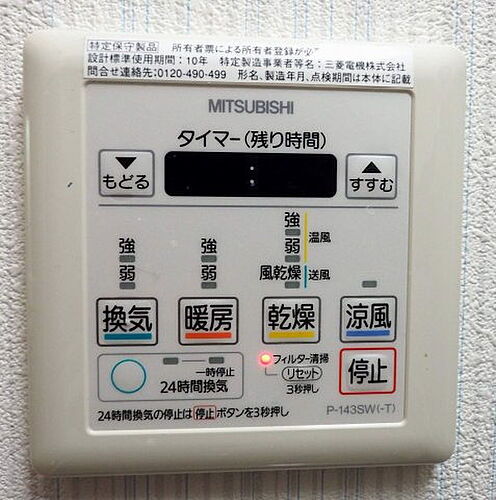 特定保守製品 所有者票による所有者登録が必
設計標準使用期間：10年 特定製造事業者等名：三菱電機株式会社
問合せ連絡先:0120-490-499 形名、製造年月、点検期間は本体に記載
MITSUBISHI
タイマー(残り時間)
▼ もどる : ▲ すすむ
強 温風
強 強 弱
弱 弱 風乾燥 送風
換気 暖房 乾燥 涼風
一時停止 フィルター清掃
24時間換気 リセット 停止
3秒押し
24時間換気の停止は 停止 ボタンを3秒押し P-143SW(-T)